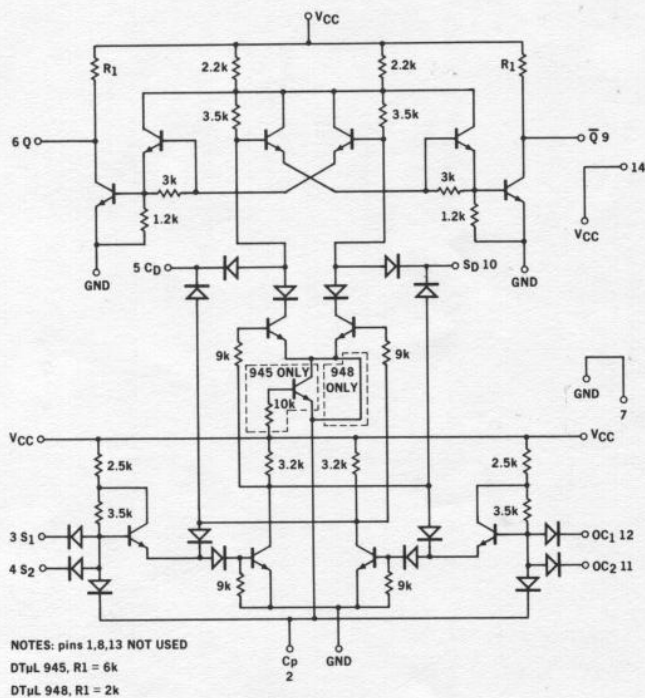 VCC
R1
2.2k
2.2k
R1
3.5k
3.5k
6 Q
Q̅ 9
3k
3k
14
1.2k
1.2k
VCC
GND
GND
5 CD
SD 10
9k
9k
945 ONLY
948 ONLY
10k
GND
7
VCC
VCC
2.5k
3.2k
3.2k
2.5k
3.5k
3.5k
3 S1
OC1 12
4 S2
OC2 11
9k
9k
NOTES: pins 1,8,13 NOT USED
Cp
2
GND
DTμL 945, R1 = 6k
DTμL 948, R1 = 2k